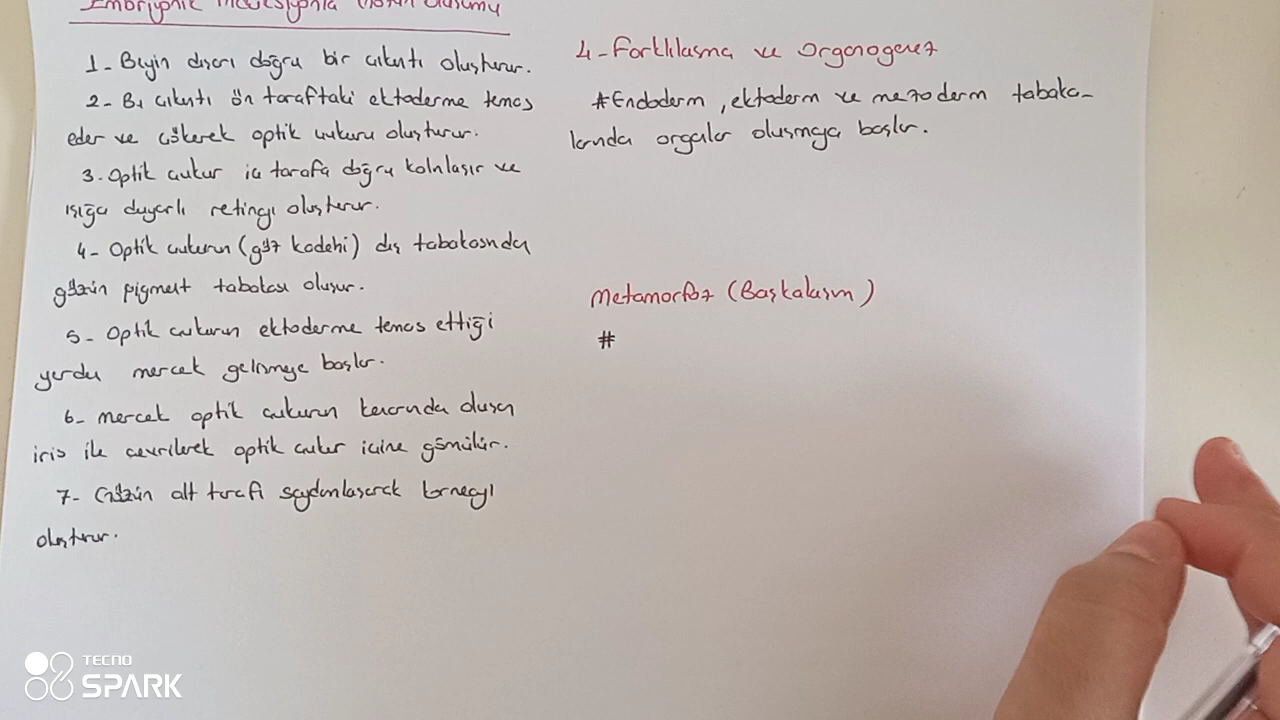 Embriyonik indüksiyonla Gözün Oluşumu
1- Beyin dışarı doğru bir çıkıntı oluşturur.
2- Bu çıkıntı ön taraftaki ektoderme temas
eder ve çökerek optik çukuru oluşturur.
3- Optik çukur iç tarafa doğru kalınlaşır ve
ışığa duyarlı retinayı oluşturur.
4- Optik çukurun (göz kadehi) dış tabakasında
gözün pigment tabakası oluşur.
5- Optik çukurun ektoderme temas ettiği
yerde mercek gelişmeye başlar.
6- mercek optik çukurun kenarında oluşan
iris ile çevrilerek optik çukur içine gömülür.
7- Gözün alt tarafı saydamlaşarak korneayı
oluşturur.
4- Farklılaşma ve Organogenez
#Endoderm, ektoderm ve mezoderm tabaka-
larında organlar oluşmaya başlar.
Metamorfoz (Başkalaşım)
#
TECNO
SPARK